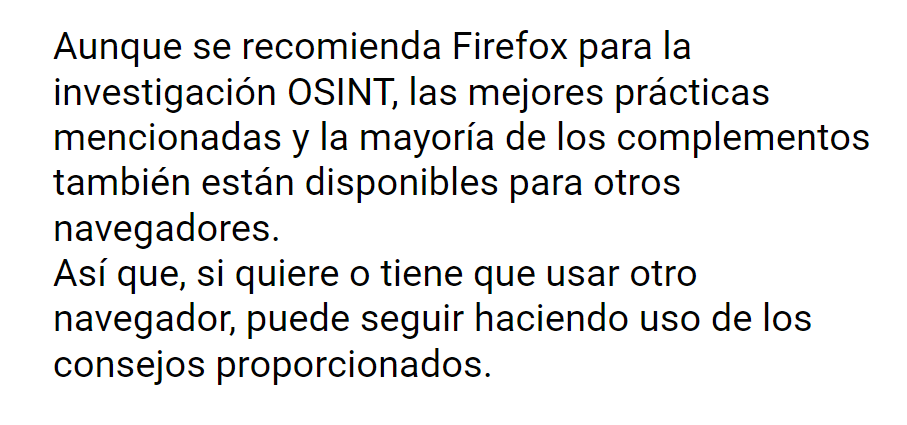 Aunque se recomienda Firefox para la
investigación OSINT, las mejores prácticas
mencionadas y la mayoría de los complementos
también están disponibles para otros
navegadores.
Así que, si quiere o tiene que usar otro
navegador, puede seguir haciendo uso de los
consejos proporcionados.